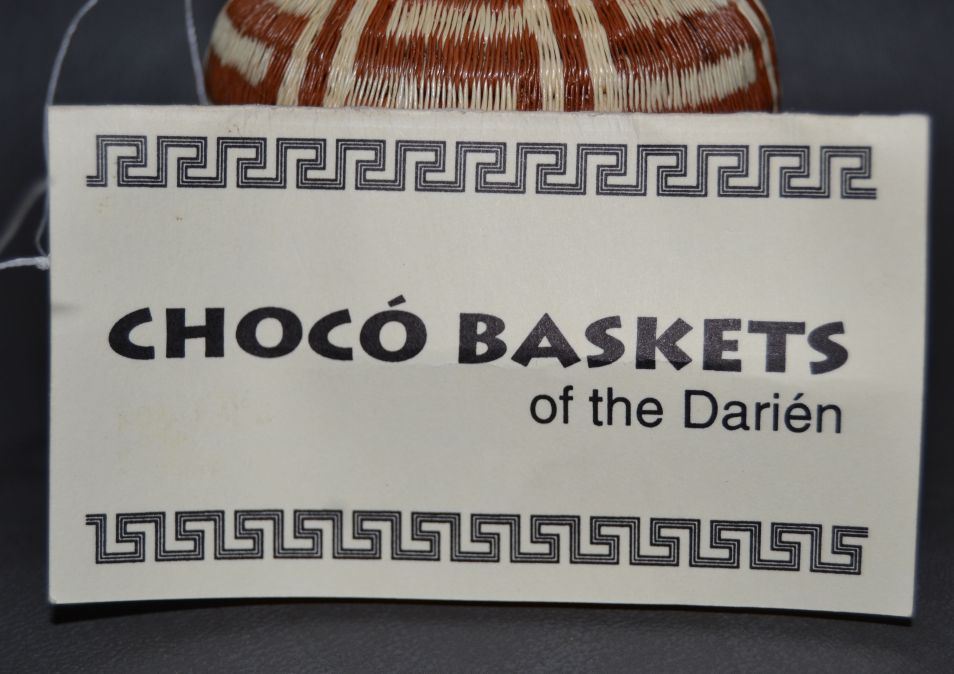 CHOCÓ BASKETS
of the Darién